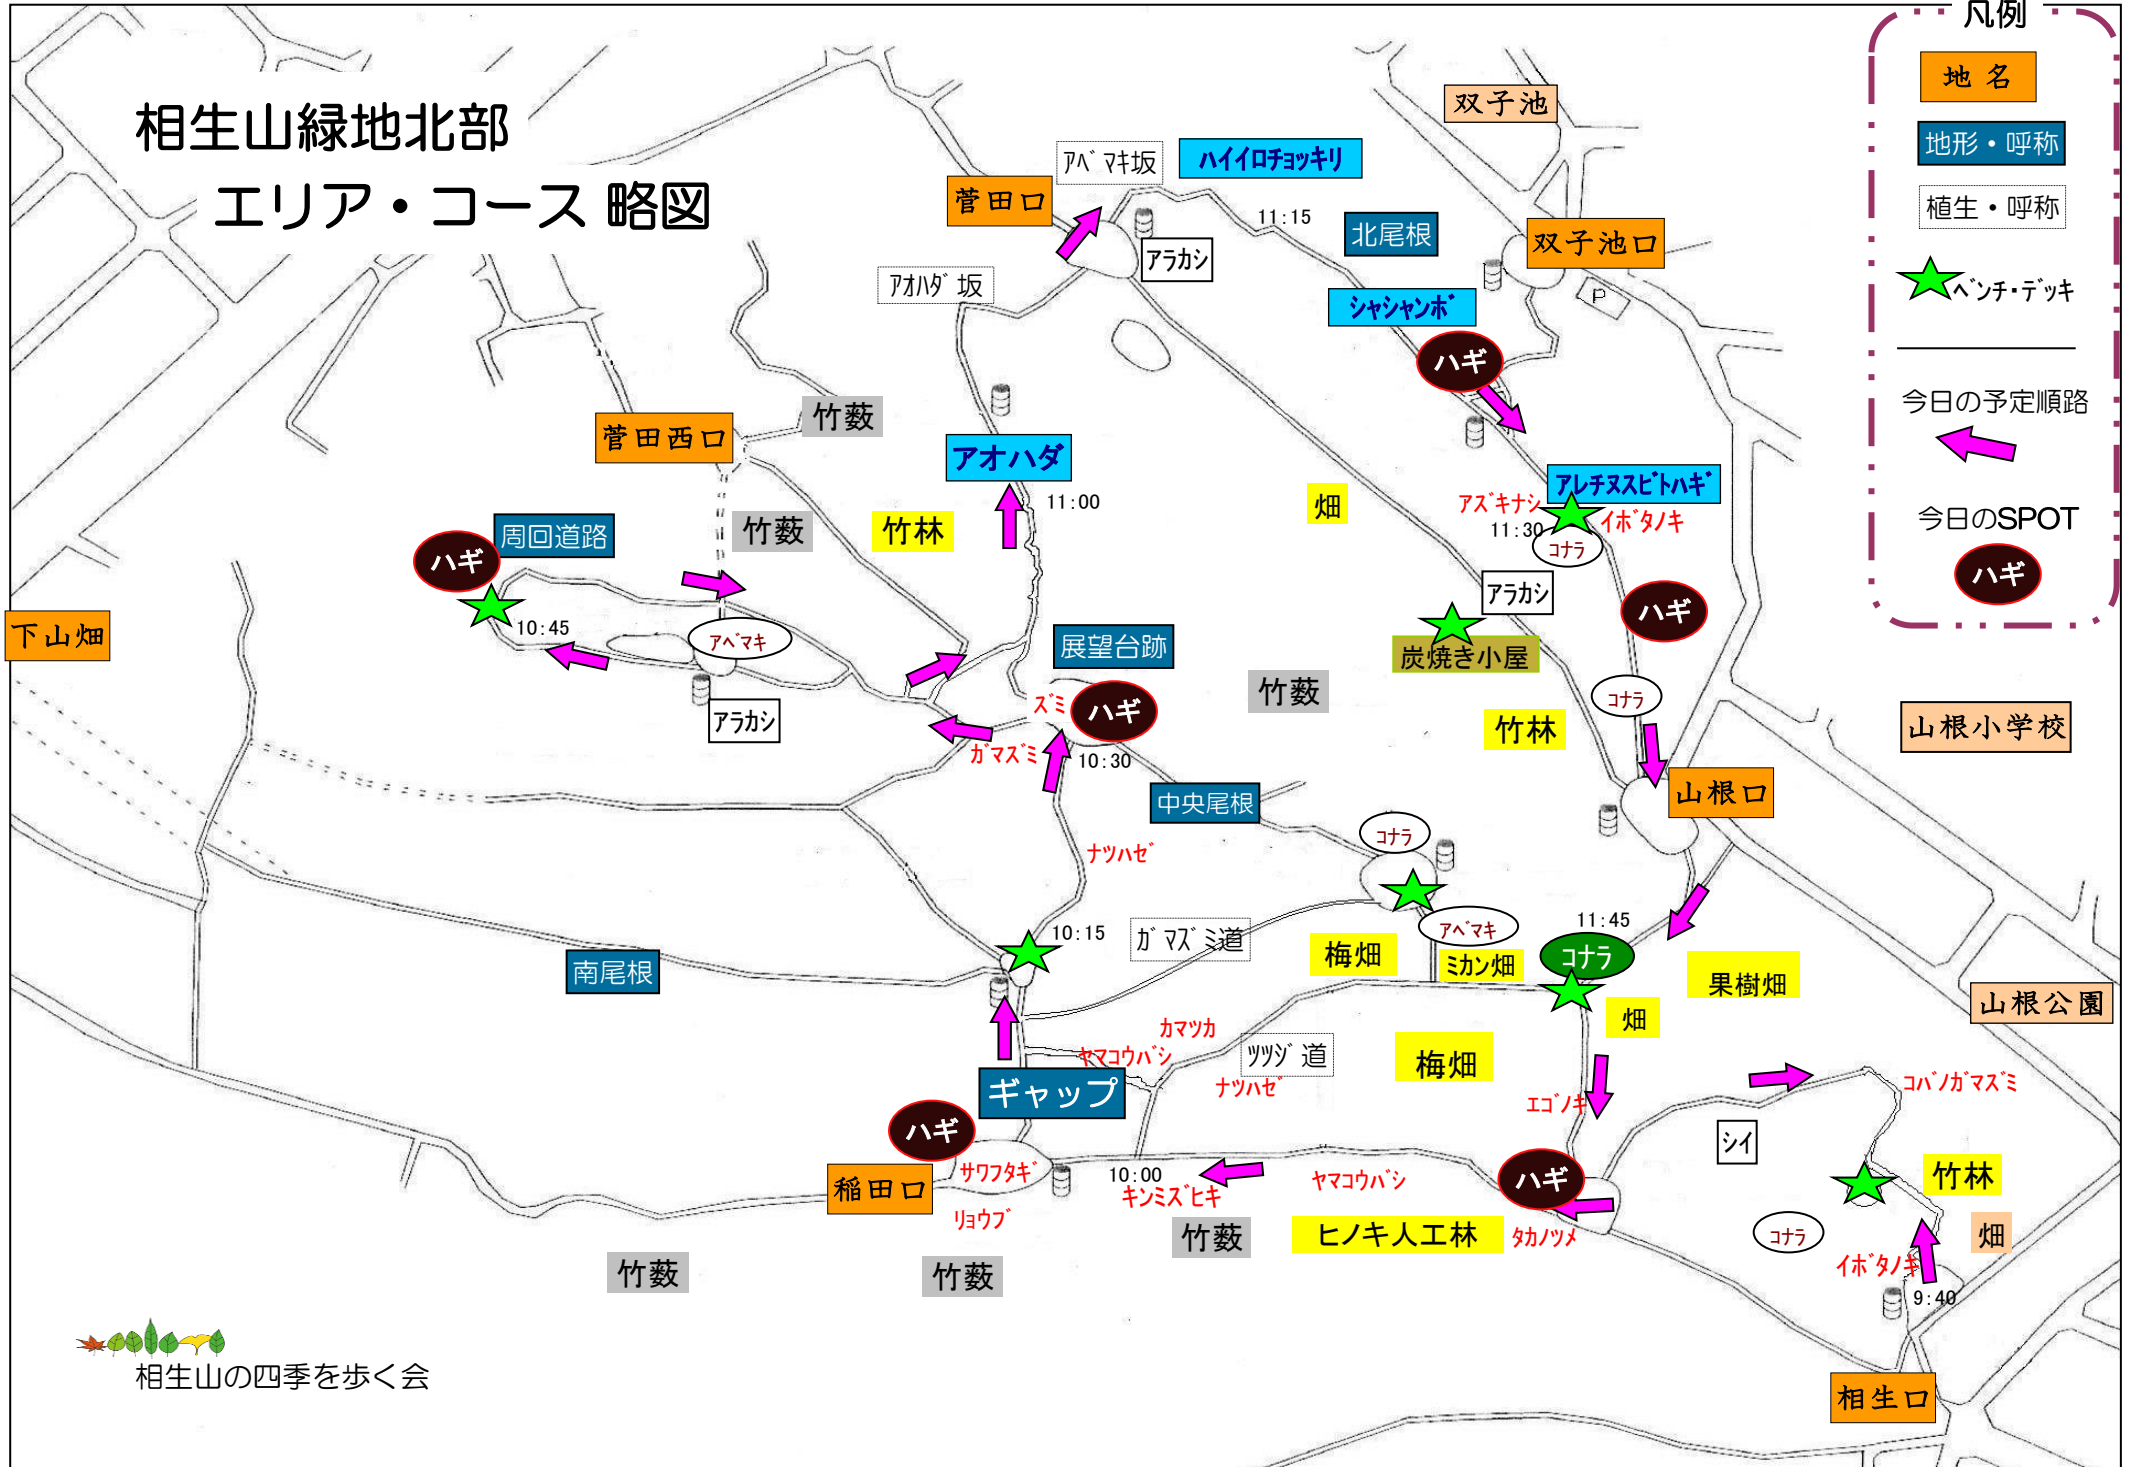 相生山緑地北部
エリア・コース 略図
凡例
地 名
地形・呼称
植生・呼称
ベンチ・デッキ
今日の予定順路
今日のSPOT
ハギ
双子池
アベマキ坂
ハイイロチョッキリ
菅田口
11:15
北尾根
双子池口
アラカシ
アオハダ坂
シャシャンボ
P
ハギ
竹薮
菅田西口
アオハダ
11:00
竹薮
竹林
畑
アズキナシ
アレチヌスビトハギ
11:30
イボタノキ
コナラ
周回道路
ハギ
10:45
アベマキ
アラカシ
下山畑
アラカシ
炭焼き小屋
ハギ
展望台跡
ズミ
ハギ
ガマズミ
10:30
竹薮
コナラ
竹林
山根小学校
山根口
中央尾根
ナツハゼ
コナラ
10:15
ガマズミ道
アベマキ
梅畑
ミカン畑
11:45
コナラ
果樹畑
畑
山根公園
南尾根
カマツカ
ヤマコウバシ
ツツジ道
ナツハゼ
梅畑
ギャップ
エゴノキ
コバノガマズミ
シイ
ハギ
サワフタギ
稲田口
リョウブ
10:00
キンミズヒキ
ヤマコウバシ
ハギ
タカノツメ
竹林
コナラ
畑
イボタノキ
9:40
竹薮
ヒノキ人工林
竹薮
竹薮
相生口
相生山の四季を歩く会